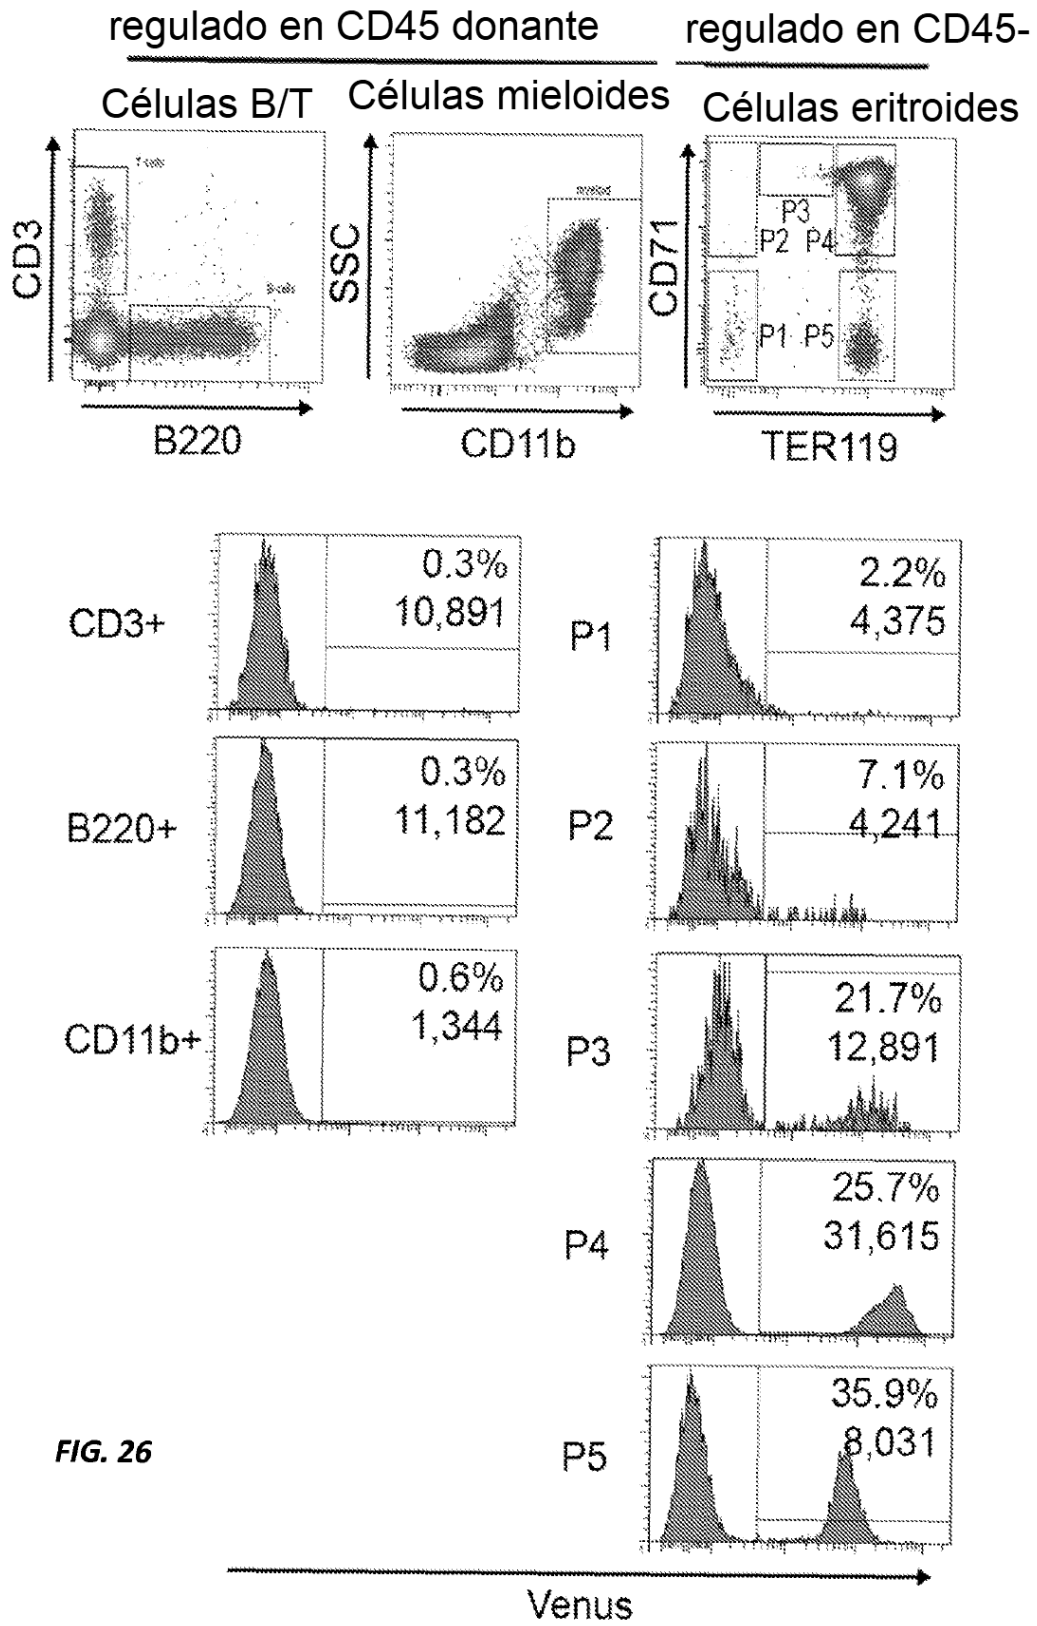 regulado en CD45 donante
regulado en CD45-
Células B/T
Células mieloides
Células eritroides
CD3
T cells
B cells
B220
SSC
myeloid
CD11b
CD71
P3
P2 P4
P1 P5
TER119
CD3+
0.3%
10,891
B220+
0.3%
11,182
CD11b+
0.6%
1,344
P1
2.2%
4,375
P2
7.1%
4,241
P3
21.7%
12,891
P4
25.7%
31,615
P5
35.9%
8,031
FIG. 26
Venus